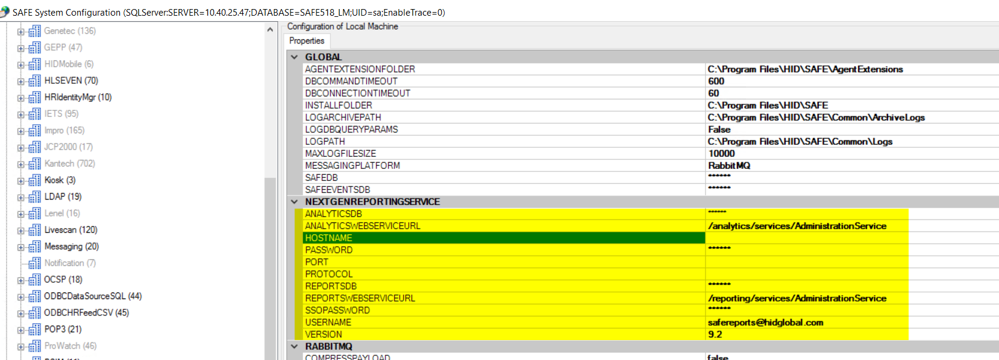 SAFE System Configuration (SQLServer:SERVER=10.40.25.47;DATABASE=SAFE518_LM;UID=sa;EnableTrace=0)
Genetec (136)
GEPP (47)
HIDMobile (6)
HLSEVEN (70)
HRIdentityMgr (10)
IETS (95)
Impro (165)
JCP2000 (17)
Kantech (702)
Kiosk (3)
LDAP (19)
Lenel (16)
Livescan (120)
Messaging (20)
Notification (7)
OCSP (18)
ODBCDataSourceSQL (44)
ODBCHRFeedCSV (45)
POP3 (21)
ProWatch (46)
Configuration of Local Machine
Properties
GLOBAL
AGENTEXTENSIONFOLDER C:\Program Files\HID\SAFE\AgentExtensions
DBCOMMANDTIMEOUT 600
DBCONNECTIONTIMEOUT 60
INSTALLFOLDER C:\Program Files\HID\SAFE
LOGARCHIVEPATH C:\Program Files\HID\SAFE\Common\ArchiveLogs
LOGDBQUERYPARAMS False
LOGPATH C:\Program Files\HID\SAFE\Common\Logs
MAXLOGFILESIZE 10000
MESSAGINGPLATFORM RabbitMQ
SAFEDB ******
SAFEEVENTSDB ******
NEXTGENREPORTINGSERVICE
ANALYTICSDB ******
ANALYTICSWEBSERVICEURL /analytics/services/AdministrationService
HOSTNAME
PASSWORD ******
PORT
PROTOCOL
REPORTSDB ******
REPORTSWEBSERVICEURL /reporting/services/AdministrationService
SSOPASSWORD ******
USERNAME safereports@hidglobal.com
VERSION 9.2
RABBITMQ
COMPRESSPAYLOAD false